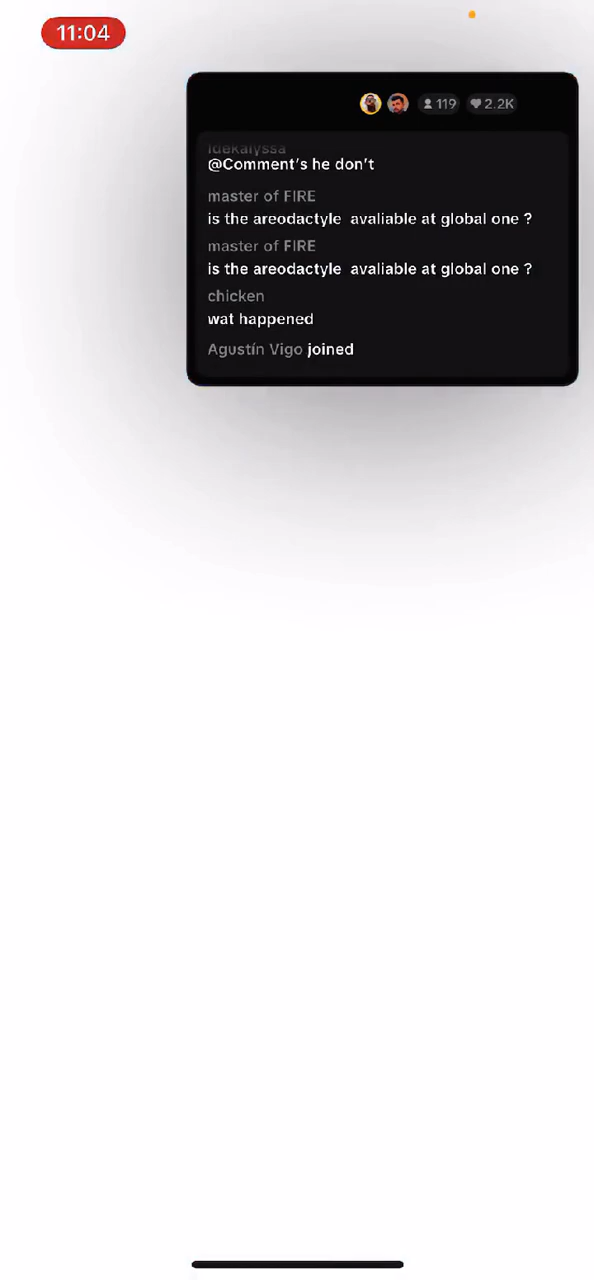 11:04
119 2.2K
idekalyssa
@Comment's he don't
master of FIRE
is the areodactyle avaliable at global one ?
master of FIRE
is the areodactyle avaliable at global one ?
chicken
wat happened
Agustín Vigo joined